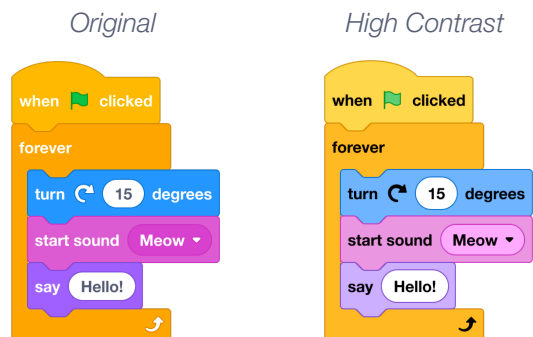 Original
when clicked
forever
turn 15 degrees
start sound Meow
say Hello!
High Contrast
when clicked
forever
turn 15 degrees
start sound Meow
say Hello!